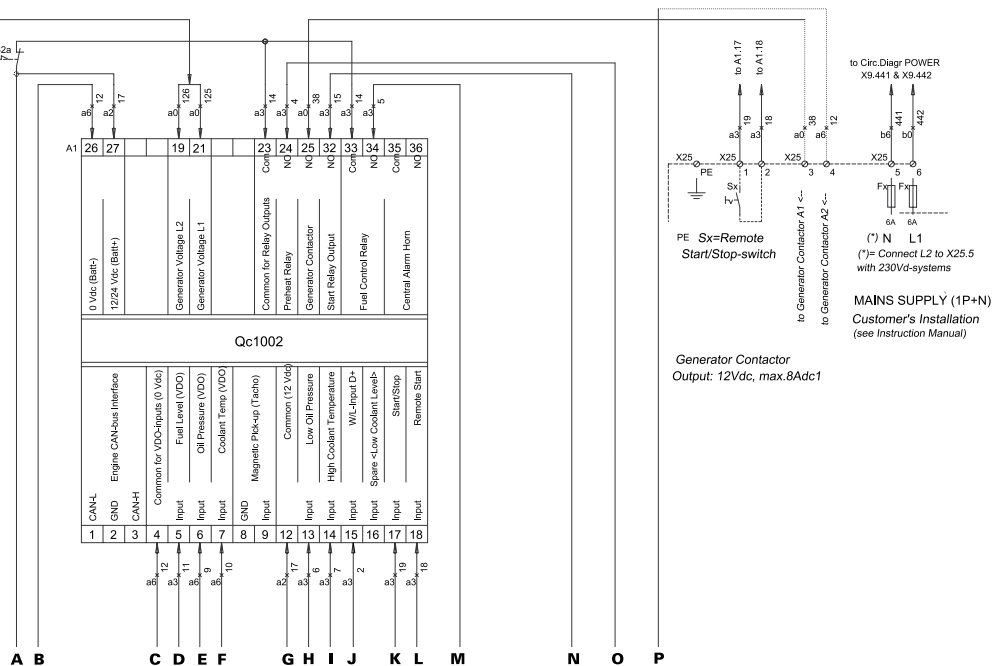 2a
to A1.17
to A1.18
to Circ.Diagr POWER
X9.441 & X9.442
a6 12
a2 17
a0 126
a0 125
a3 14
a3 4
a0 38
a3 15
a3 14
a3 5
a3 19
a3 18
a0 38
a6 12
b6 441
b0 442
A1 26 27 19 21 23 24 25 32 33 34 35 36
Com NO NO NO Com NO Com NO
X25 PE X25 1 2 X25 3 4 X25 5 6
Sx
Fx Fx
6A 6A
0 Vdc (Batt-)
12/24 Vdc (Batt+)
Generator Voltage L2
Generator Voltage L1
Common for Relay Outputs
Preheat Relay
Generator Contactor
Start Relay Output
Fuel Control Relay
Central Alarm Horn
PE Sx=Remote
Start/Stop-switch
to Generator Contactor A1 <--
to Generator Contactor A2 <--
(*) N L1
(*)= Connect L2 to X25.5
with 230Vd-systems
MAINS SUPPLY (1P+N)
Customer's Installation
(see Instruction Manual)
Qc1002
Generator Contactor
Output: 12Vdc, max.8Adc1
Engine CAN-bus Interface
Common for VDO-inputs (0 Vdc)
Fuel Level (VDO)
Oil Pressure (VDO)
Coolant Temp (VDO)
Magnetic Pick-up (Tacho)
Common (12 Vdc)
Low Oil Pressure
High Coolant Temperature
W/L-Input D+
Spare <Low Coolant Level>
Start/Stop
Remote Start
CAN-L GND CAN-H Input Input Input GND Input Input Input Input Input Input Input
1 2 3 4 5 6 7 8 9 12 13 14 15 16 17 18
a6 12
a3 11
a6 9
a6 10
a2 17
a3 6
a3 7
a3 2
a3 19
a3 18
A B C D E F G H I J K L M N O P